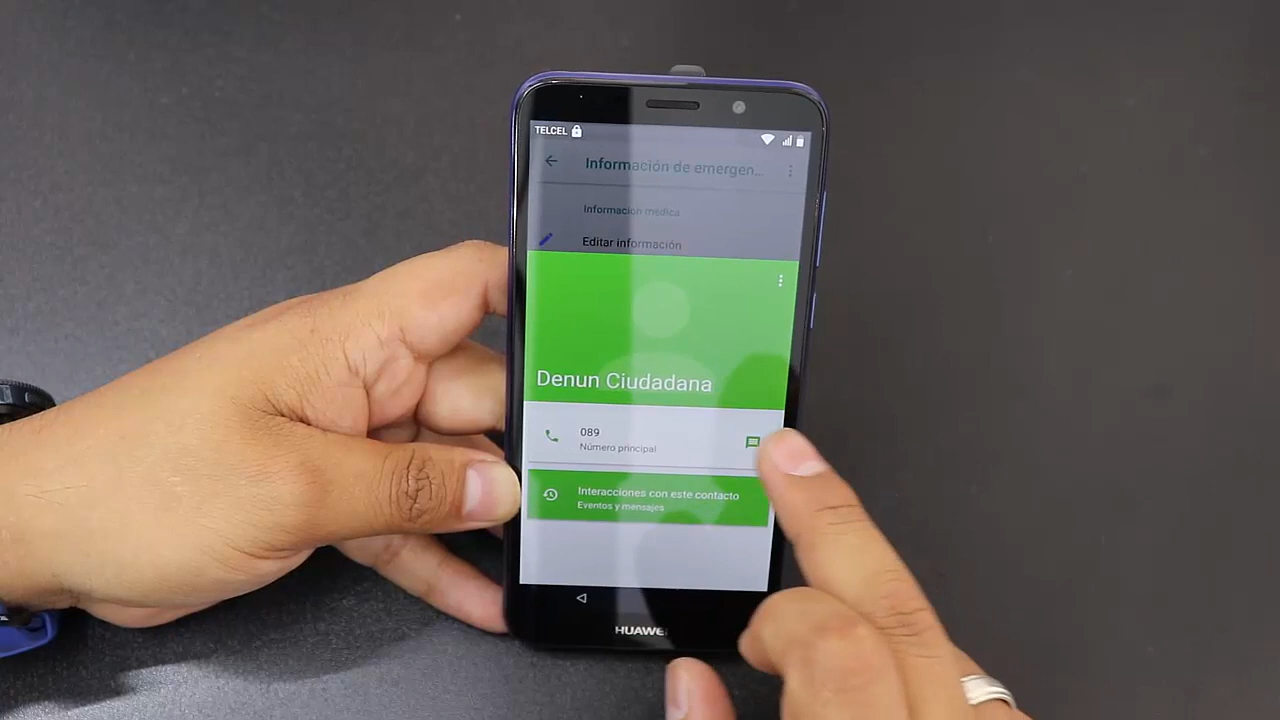 TELCEL
Información de emergen...
Información médica
Editar información
Denun Ciudadana
089
Número principal
Interacciones con este contacto
Eventos y mensajes
HUAWEI